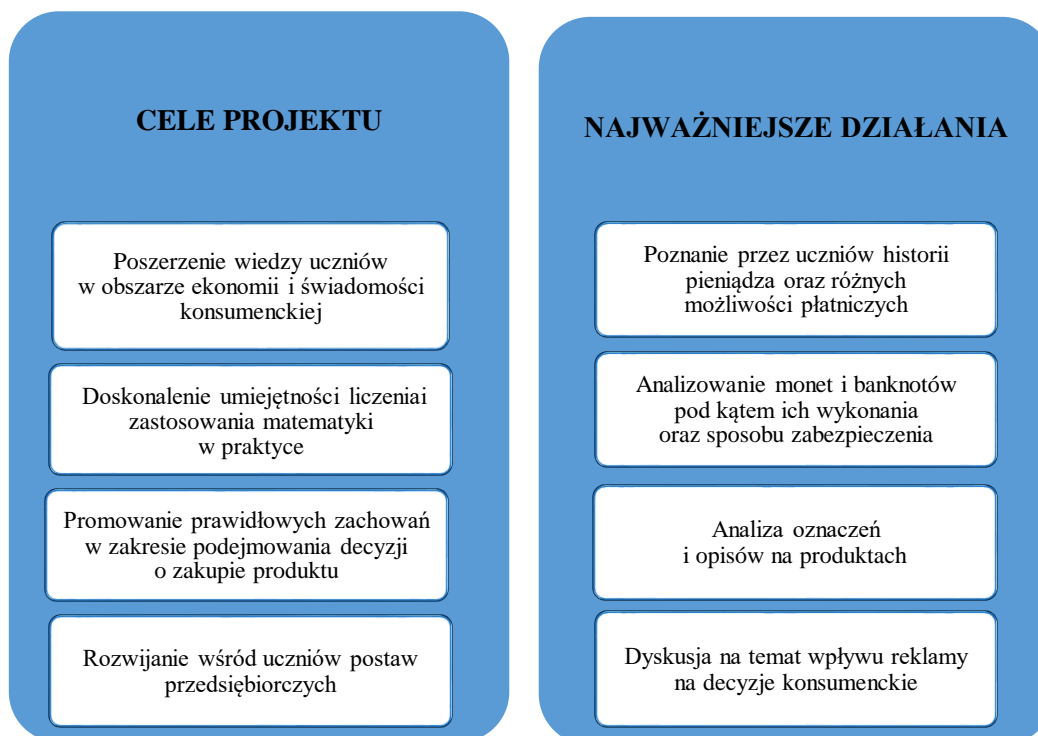 CELE PROJEKTU
Poszerzenie wiedzy uczniów
w obszarze ekonomii i świadomości
konsumenckiej
Doskonalenie umiejętności liczeniai
zastosowania matematyki
w praktyce
Promowanie prawidłowych zachowań
w zakresie podejmowania decyzji
o zakupie produktu
Rozwijanie wśród uczniów postaw
przedsiębiorczych
NAJWAŻNIEJSZE DZIAŁANIA
Poznanie przez uczniów historii
pieniądza oraz różnych
możliwości płatniczych
Analizowanie monet i banknotów
pod kątem ich wykonania
oraz sposobu zabezpieczenia
Analiza oznaczeń
i opisów na produktach
Dyskusja na temat wpływu reklamy
na decyzje konsumenckie